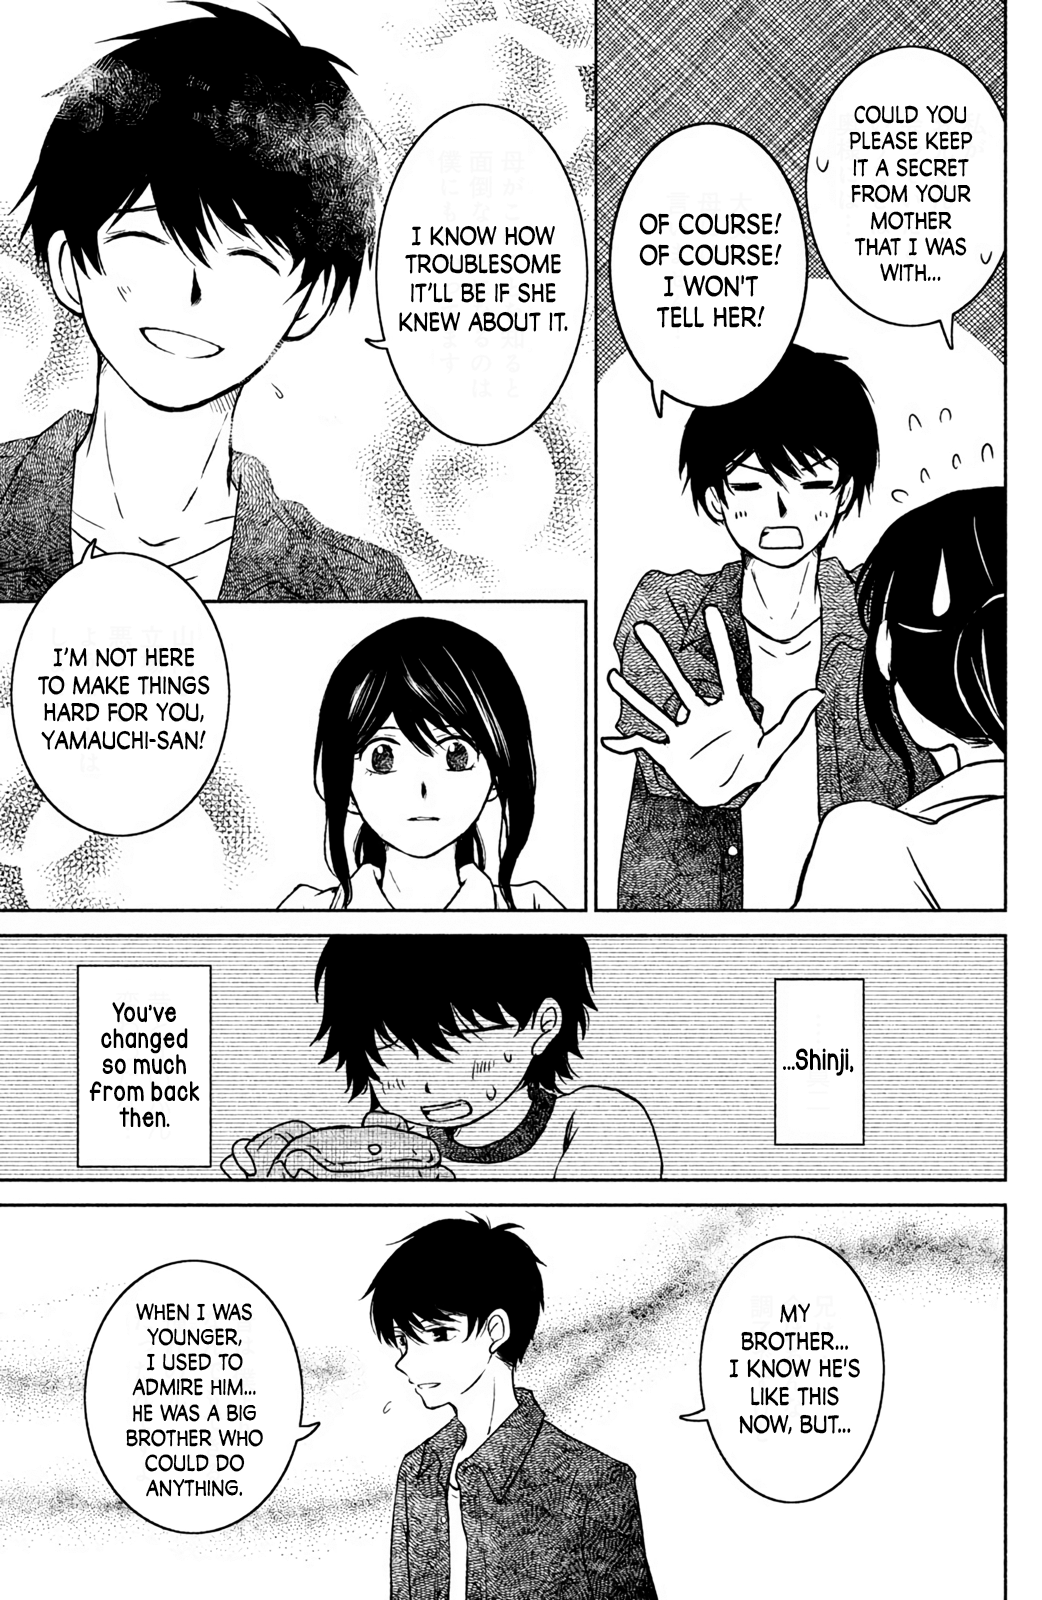 COULD YOU
PLEASE KEEP
IT A SECRET
FROM YOUR
MOTHER
THAT I WAS
WITH...
OF COURSE!
OF COURSE!
I WON'T
TELL HER!
I KNOW HOW
TROUBLESOME
IT'LL BE IF SHE
KNEW ABOUT IT.
I'M NOT HERE
TO MAKE THINGS
HARD FOR YOU,
YAMAUCHI-SAN!
...Shinji,
You've
changed
so much
from back
then.
MY
BROTHER...
I KNOW HE'S
LIKE THIS
NOW, BUT...
WHEN I WAS
YOUNGER,
I USED TO
ADMIRE HIM...
HE WAS A BIG
BROTHER WHO
COULD DO
ANYTHING.